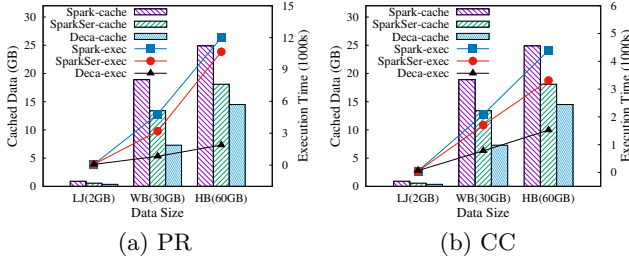 Spark-cache
SparkSer-cache
Deca-cache
Spark-exec
SparkSer-exec
Deca-exec
Cached Data (GB)
30
25
20
15
10
5
0
Execution Time (1000s)
15
12
9
6
3
0
LJ(2GB) WB(30GB) HB(60GB)
Data Size
(a) PR
Spark-cache
SparkSer-cache
Deca-cache
Spark-exec
SparkSer-exec
Deca-exec
Cached Data (GB)
30
25
20
15
10
5
0
Execution Time (1000s)
6
5
4
3
2
1
0
LJ(2GB) WB(30GB) HB(60GB)
Data Size
(b) CC